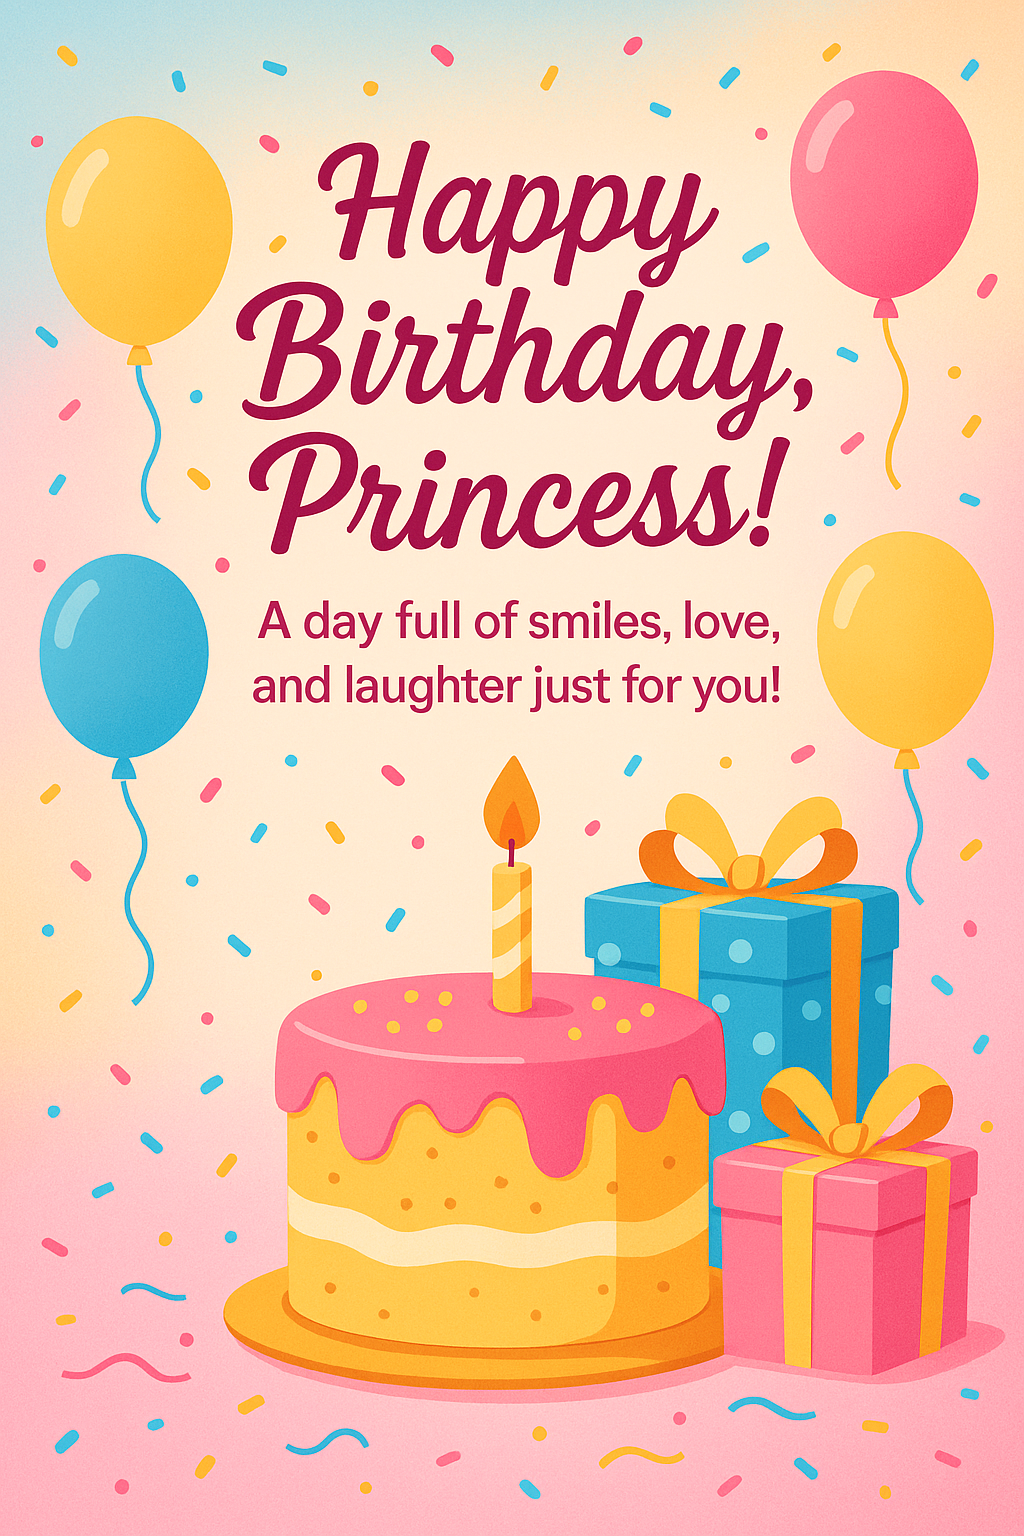 Happy
Birthday,
Princess!
A day full of smiles, love,
and laughter just for you!